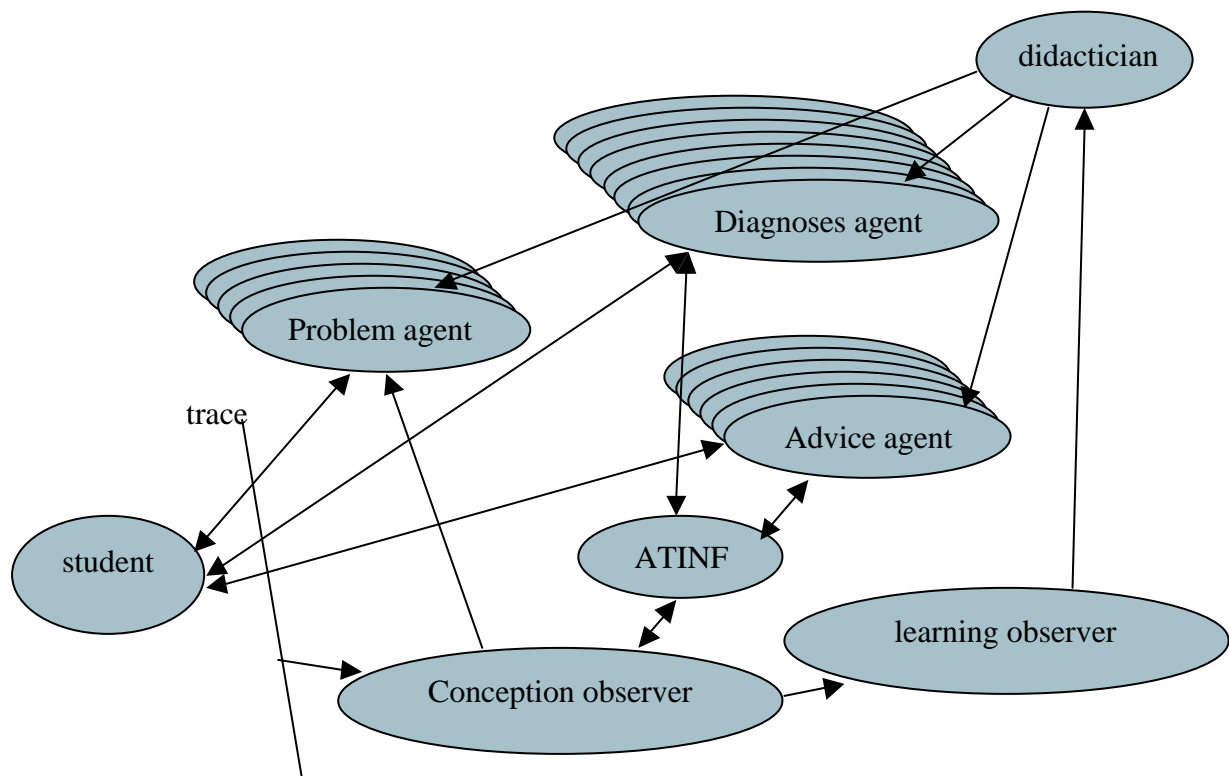 didactician
Diagnoses agent
Problem agent
trace
Advice agent
student
ATINF
learning observer
Conception observer